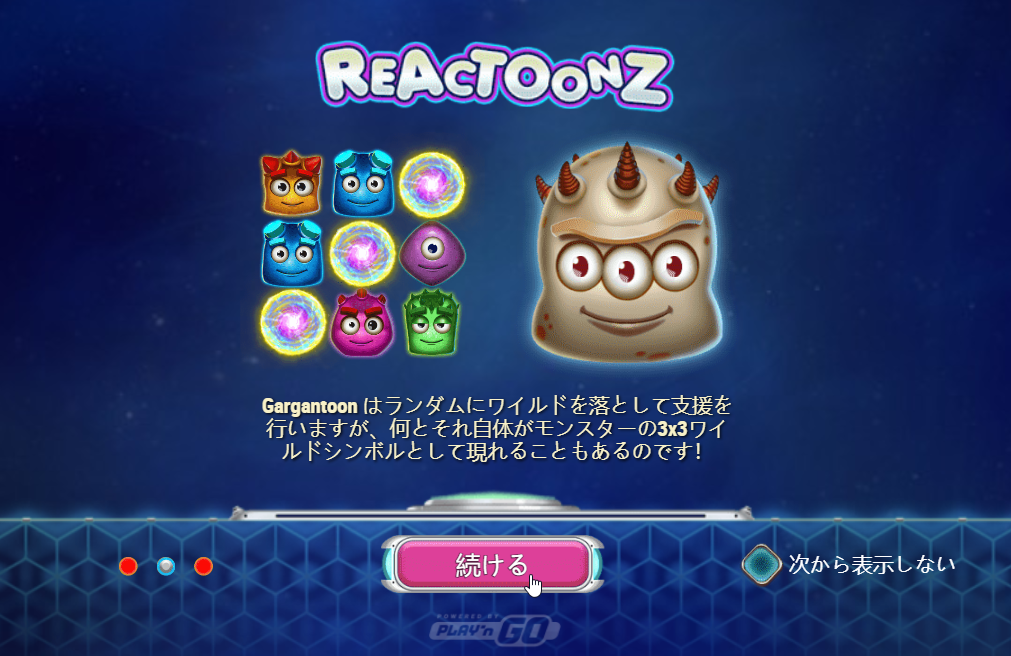 REACTOONZ
Gargantoon はランダムにワイルドを落として支援を
行いますが、何とそれ自体がモンスターの3x3ワイ
ルドシンボルとして現れることもあるのです!
続ける
次から表示しない
POWERED BY
PLAY'n GO